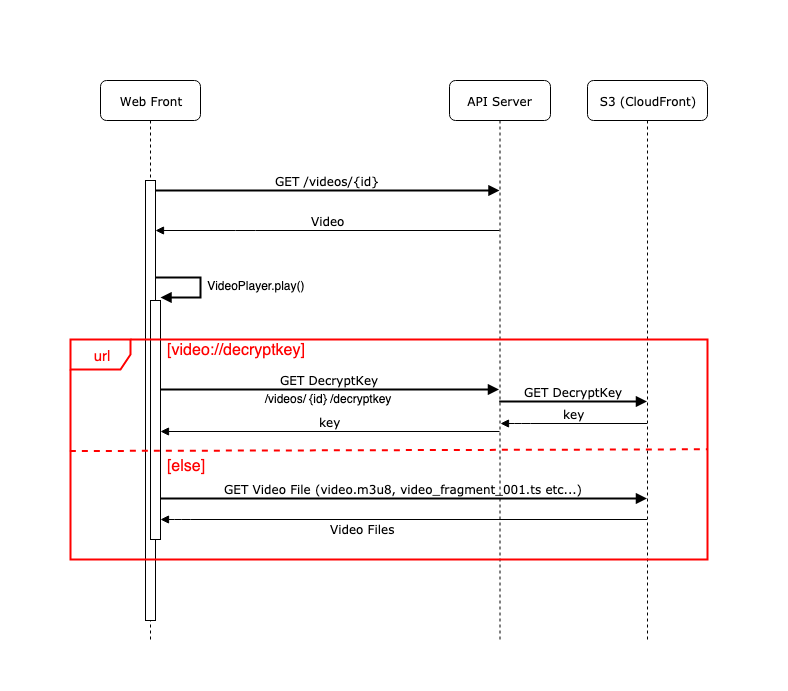 Web Front
API Server
S3 (CloudFront)
GET /videos/{id}
Video
VideoPlayer.play()
url
[video://decryptkey]
GET DecryptKey
/videos/ {id} /decryptkey
GET DecryptKey
key
key
[else]
GET Video File (video.m3u8, video_fragment_001.ts etc...)
Video Files